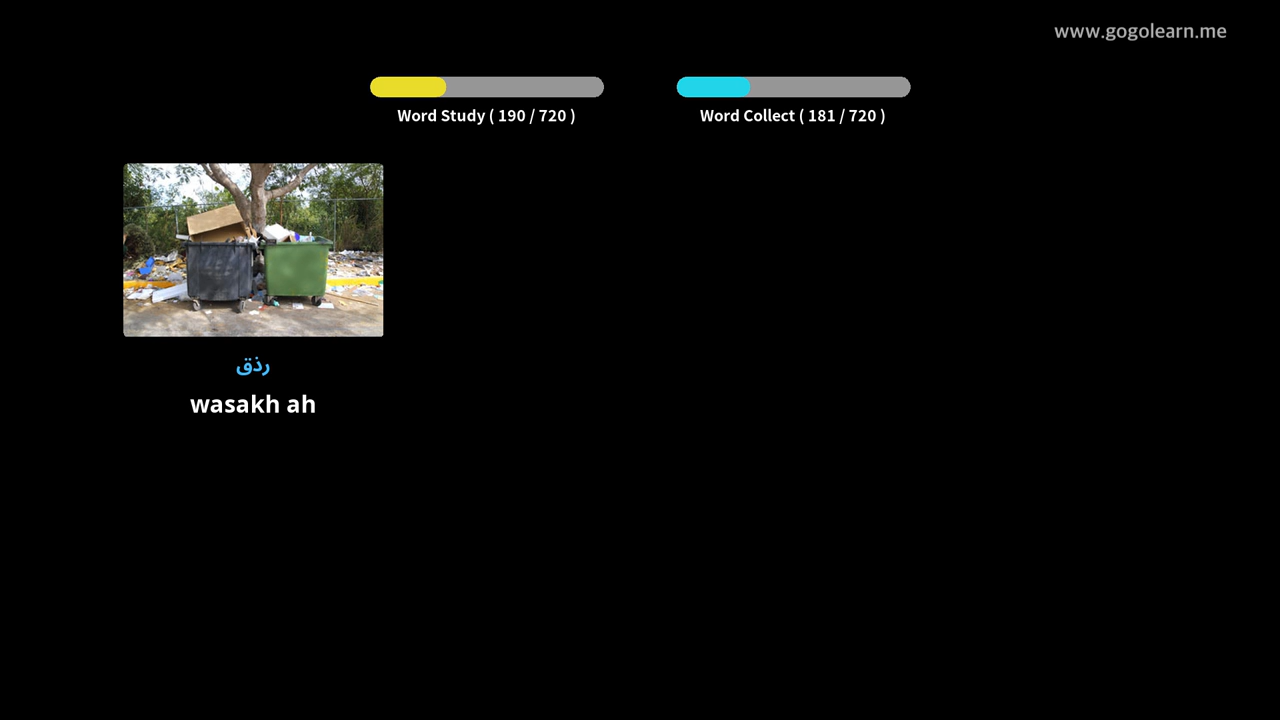 www.gogolearn.me
Word Study ( 190 / 720 )
Word Collect ( 181 / 720 )
رذق
wasakh ah